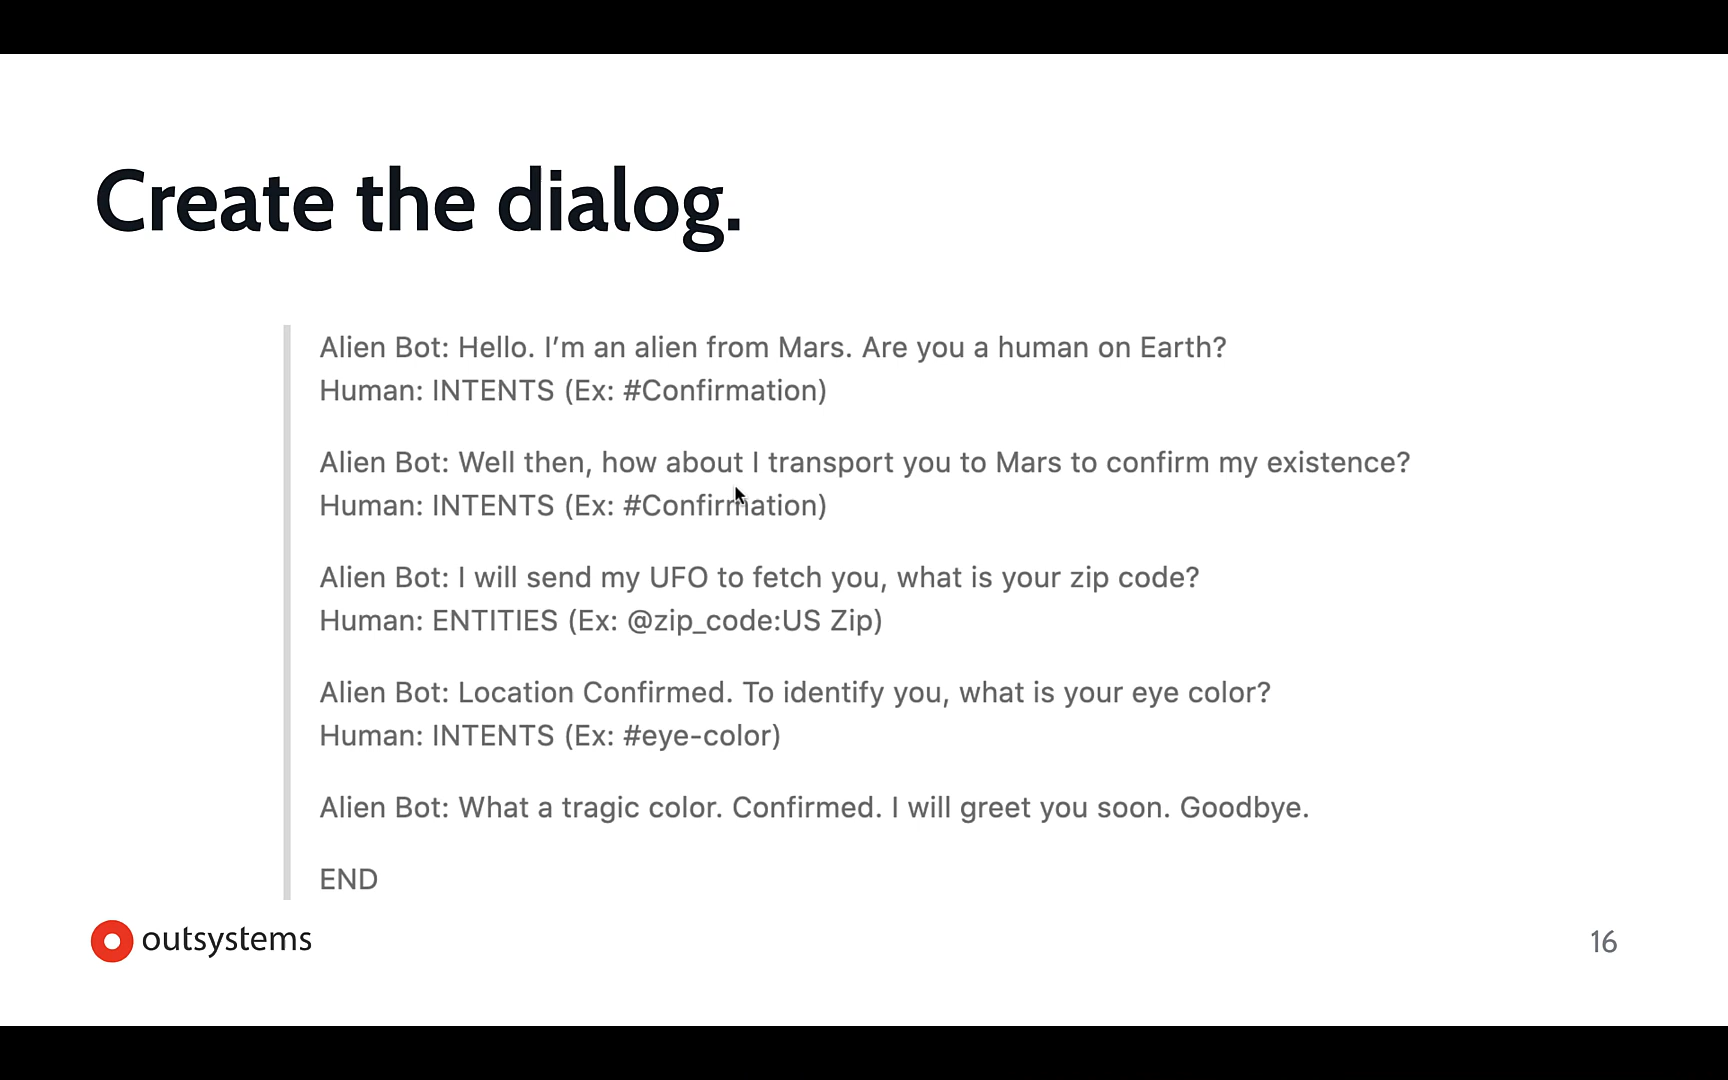 Create the dialog.
Alien Bot: Hello. I’m an alien from Mars. Are you a human on Earth?
Human: INTENTS (Ex: #Confirmation)
Alien Bot: Well then, how about I transport you to Mars to confirm my existence?
Human: INTENTS (Ex: #Confirmation)
Alien Bot: I will send my UFO to fetch you, what is your zip code?
Human: ENTITIES (Ex: @zip_code:US Zip)
Alien Bot: Location Confirmed. To identify you, what is your eye color?
Human: INTENTS (Ex: #eye-color)
Alien Bot: What a tragic color. Confirmed. I will greet you soon. Goodbye.
END
outsystems
16